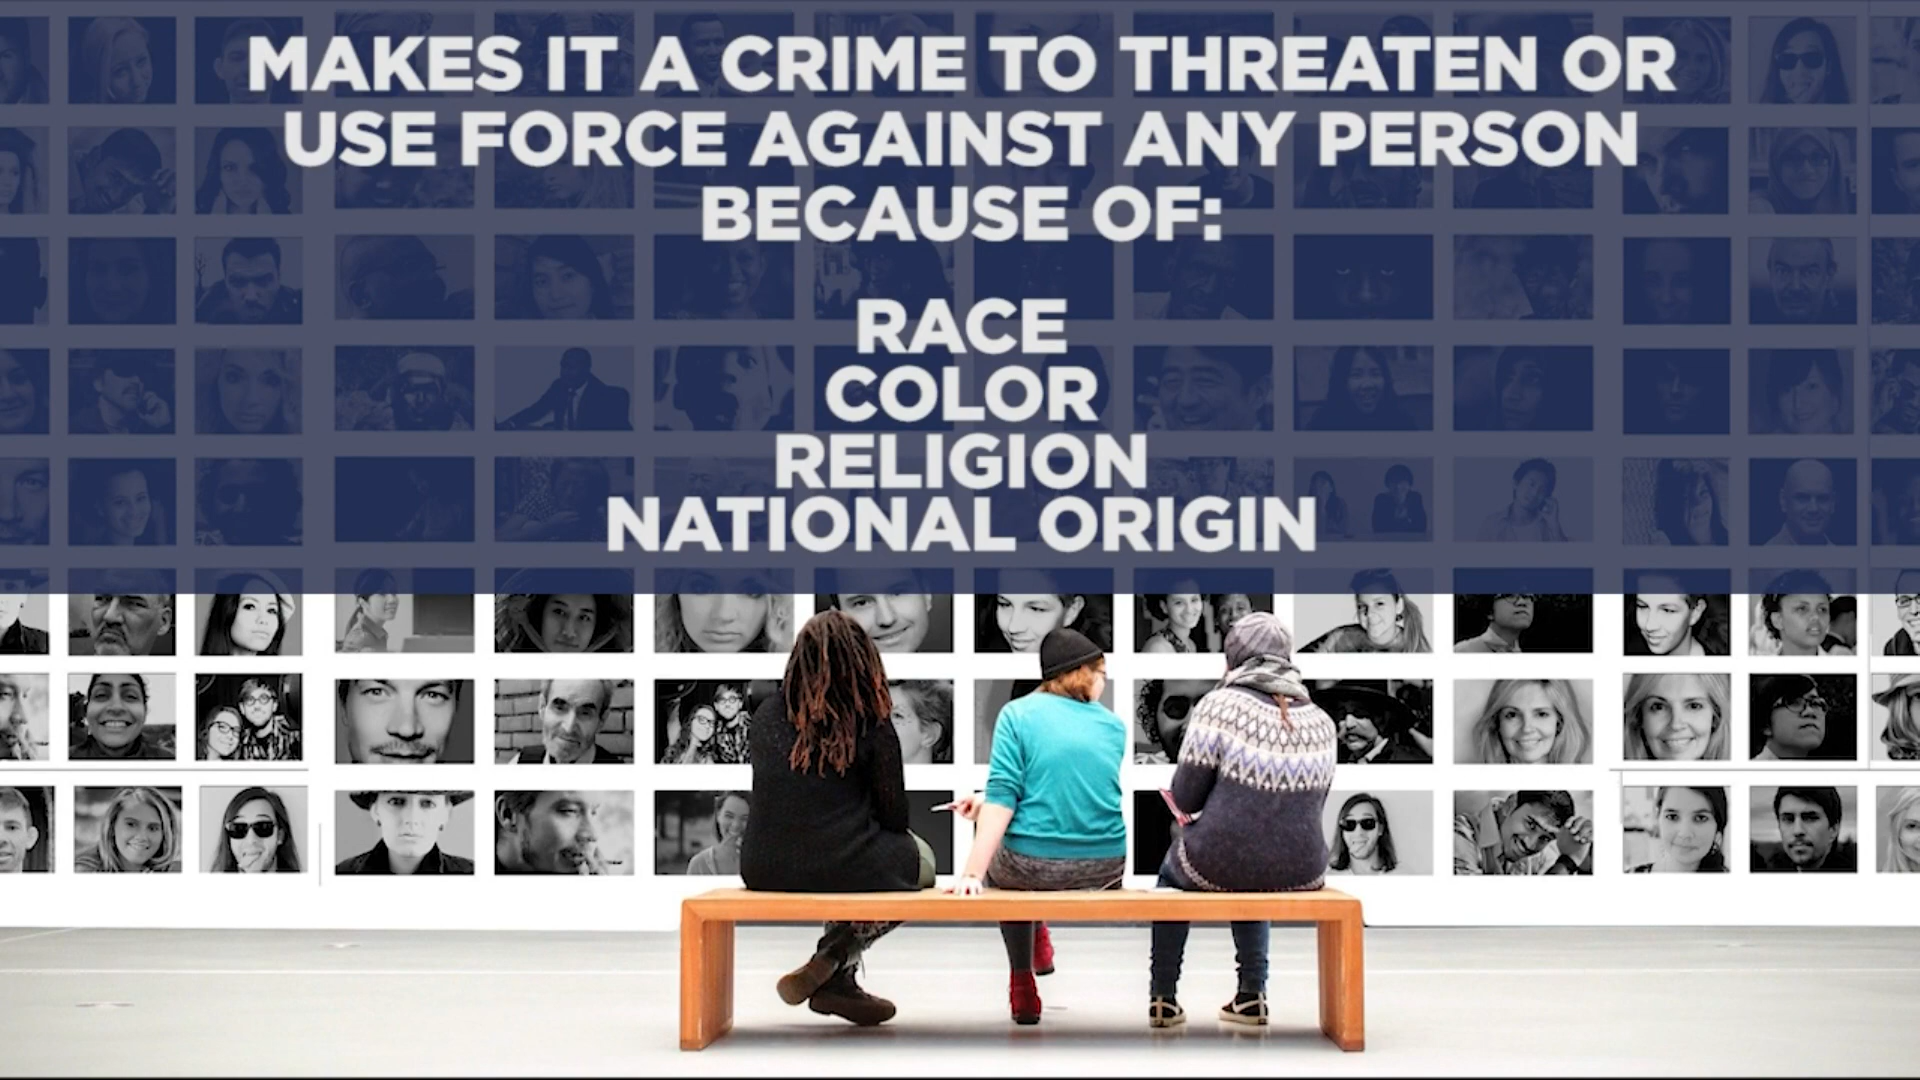 MAKES IT A CRIME TO THREATEN OR
USE FORCE AGAINST ANY PERSON
BECAUSE OF:
RACE
COLOR
RELIGION
NATIONAL ORIGIN